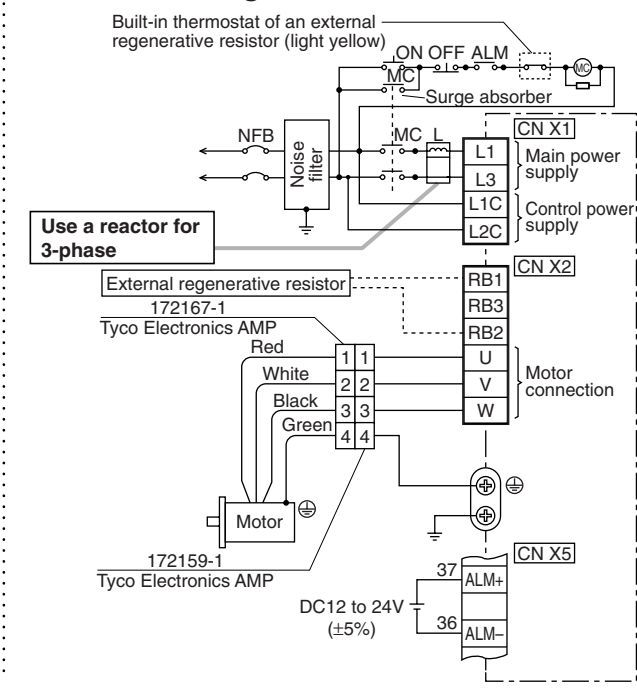 Built-in thermostat of an external
regenerative resistor (light yellow)
ON OFF ALM
MC
MC
Surge absorber
NFB
Noise
filter
MC L
CN X1
L1
L3
Main power
supply
L1C
L2C
Control power
supply
Use a reactor for
3-phase
CN X2
External regenerative resistor
RB1
RB3
RB2
172167-1
Tyco Electronics AMP
Red
1 1
U
White
2 2
V
Motor
connection
Black
3 3
W
Green
4 4
Motor
172159-1
Tyco Electronics AMP
CN X5
37
ALM+
DC12 to 24V
(±5%)
36
ALM–